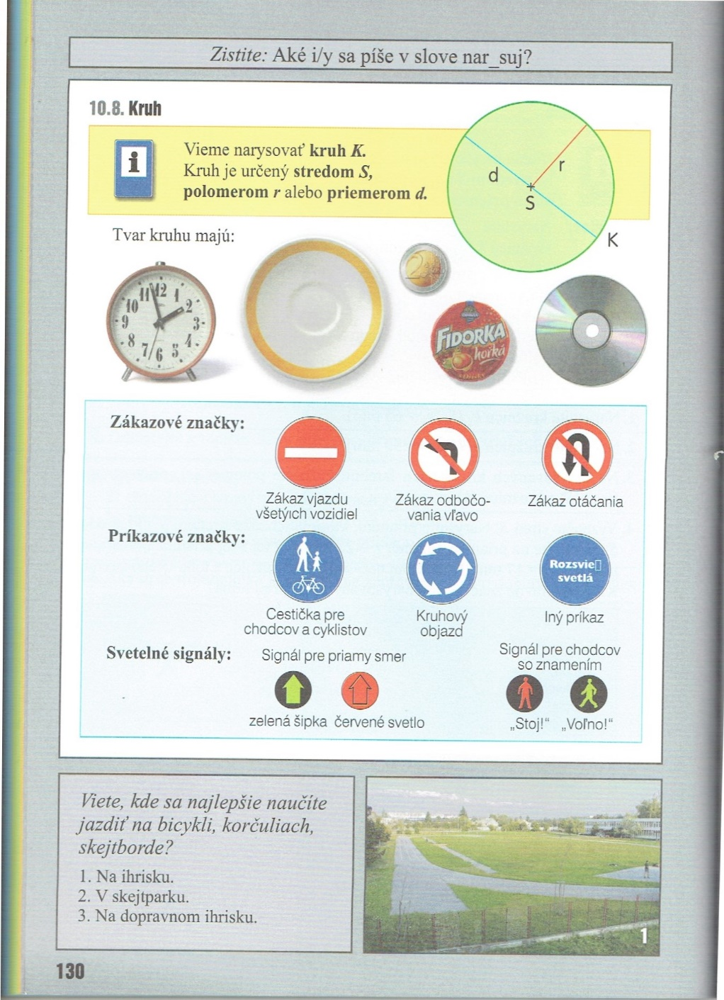 Zistite: Aké i/y sa píše v slove nar_suj?
10.8. Kruh
i
Vieme narysovať kruh K.
Kruh je určený stredom S,
polomerom r alebo priemerom d.
d
r
S
K
Tvar kruhu majú:
11 12 1
10 2
9 3
8 4
7 6 5
2
FIDORKA
hořká
Zákazové značky:
Zákaz vjazdu
všetých vozidiel
Zákaz odbočo-
vania vľavo
Zákaz otáčania
Príkazové značky:
Rozsvie▯
svetlá
Cestička pre
chodcov a cyklistov
Kruhový
objazd
Iný príkaz
Svetelné signály:
Signál pre priamy smer
Signál pre chodcov
so znamením
zelená šipka
červené svetlo
„Stoj!“
„Voľno!“
Viete, kde sa najlepšie naučíte
jazdiť na bicykli, korčuliach,
skejtborde?
1. Na ihrisku.
2. V skejtparku.
3. Na dopravnom ihrisku.
1
130